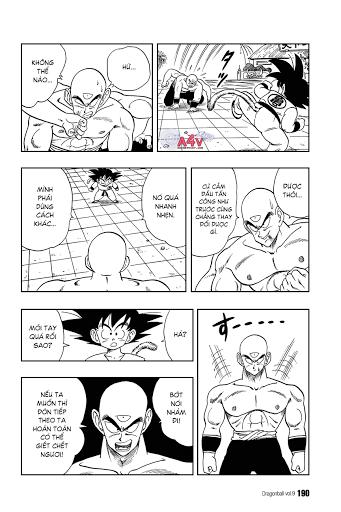 KHÔNG
THỂ
NÀO...
HỪ...
A4V
MÌNH
PHẢI
DÙNG
CÁCH
KHÁC...
NÓ QUÁ
NHANH
NHẸN.
CỨ CẮM
ĐẦU TẤN
CÔNG NHƯ
TRƯỚC CŨNG
CHẲNG THAY
ĐỔI ĐƯỢC
GÌ.
ĐƯỢC
THÔI...
MỎI TAY
QUÁ RỒI
SAO?
HẢ?
NẾU TA
MUỐN THÌ
ĐÒN TIẾP
THEO TA
HOÀN TOÀN
CÓ THỂ
GIẾT CHẾT
NGƯƠI!
BỚT
NÓI
NHẢM
ĐI!
す------
Dragonball vol.9 190